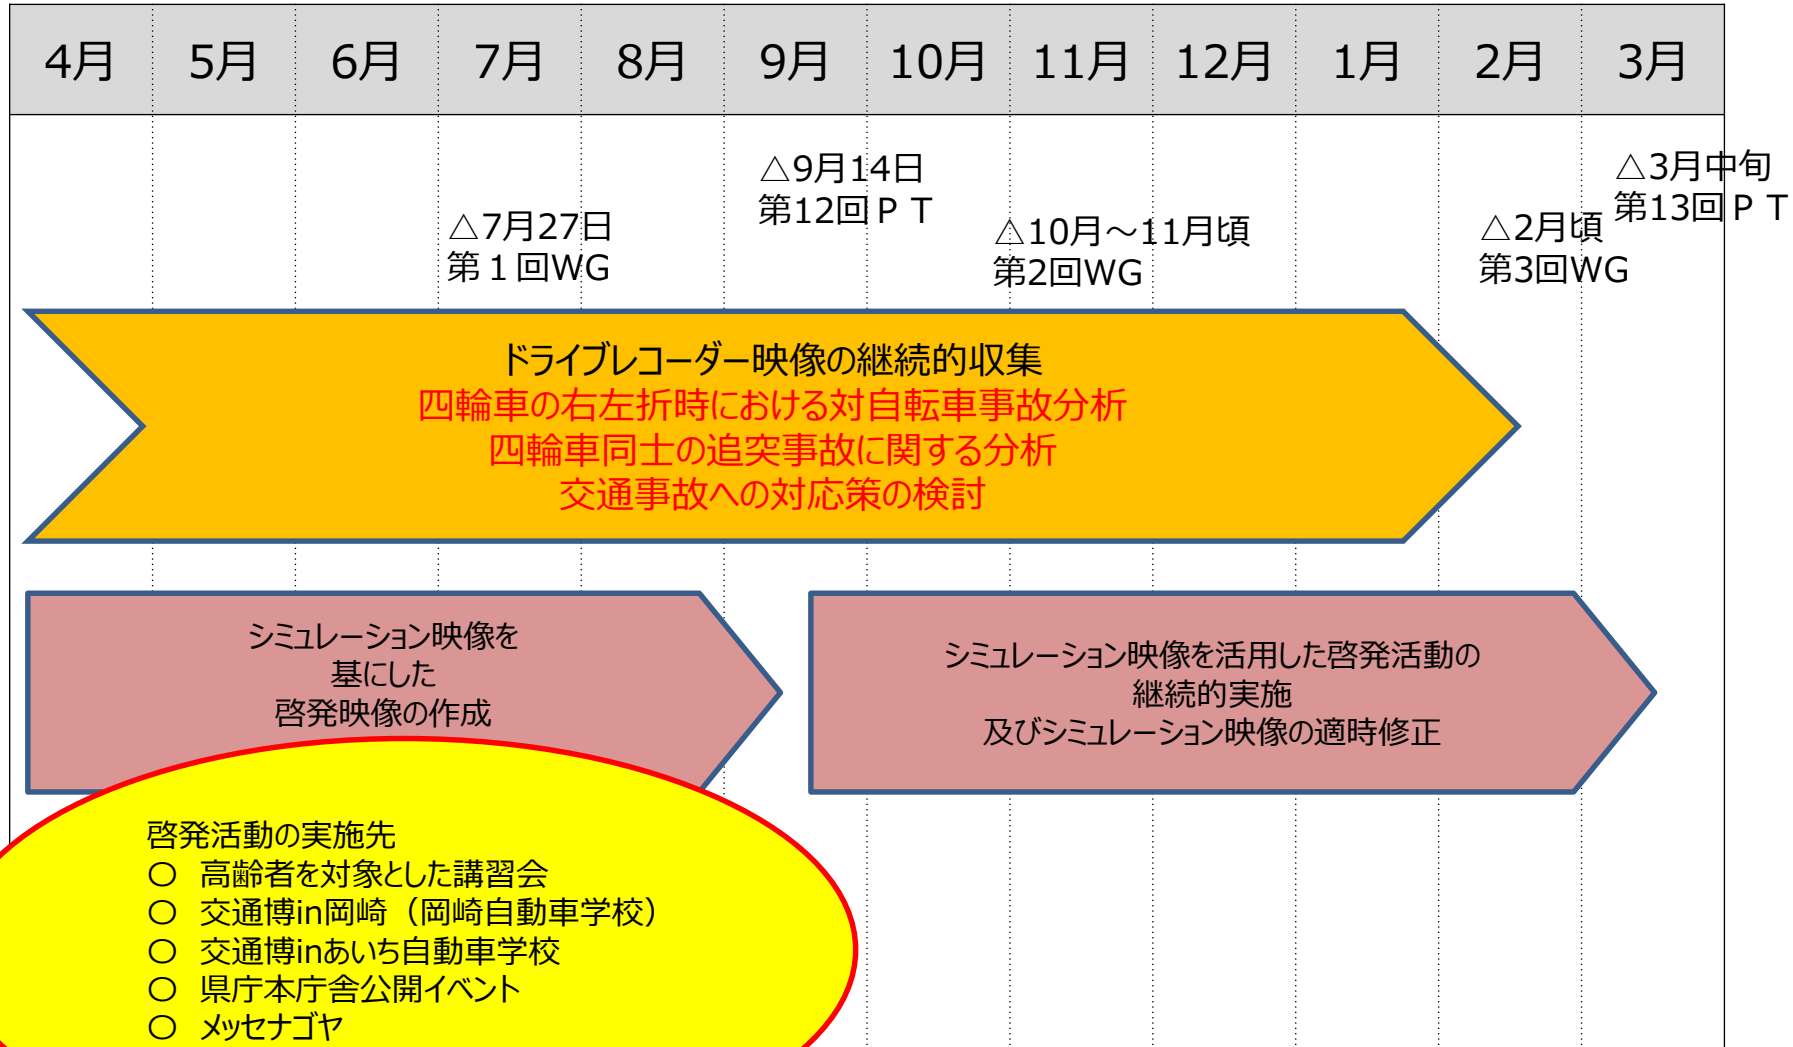 4月 5月 6月 7月 8月 9月 10月 11月 12月 1月 2月 3月
△7月27日
第１回WG
△9月14日
第12回ＰＴ
△10月～11月頃
第2回WG
△2月頃
第3回WG
△3月中旬
第13回ＰＴ
ドライブレコーダー映像の継続的収集
四輪車の右左折時における対自転車事故分析
四輪車同士の追突事故に関する分析
交通事故への対応策の検討
シミュレーション映像を
基にした
啓発映像の作成
シミュレーション映像を活用した啓発活動の
継続的実施
及びシミュレーション映像の適時修正
啓発活動の実施先
○　高齢者を対象とした講習会
○　交通博in岡崎（岡崎自動車学校）
○　交通博inあいち自動車学校
○　県庁本庁舎公開イベント
○　メッセナゴヤ